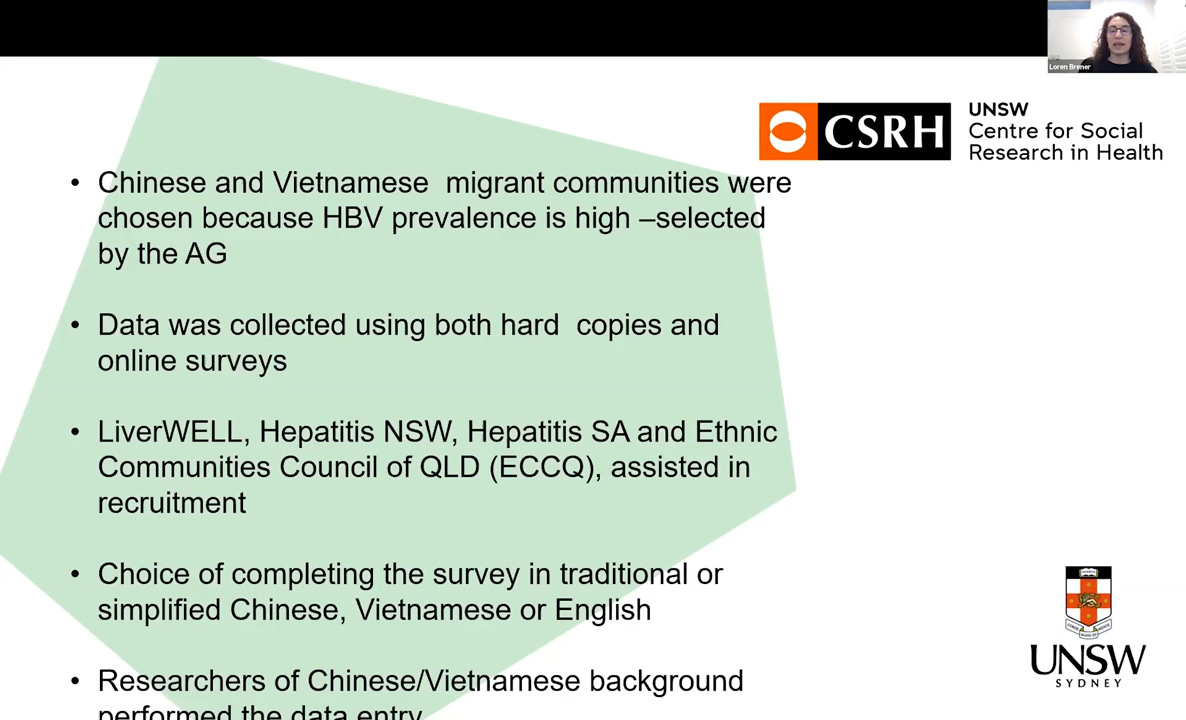 Loren Brener
CSRH
UNSW
Centre for Social
Research in Health
• Chinese and Vietnamese  migrant communities were
chosen because HBV prevalence is high –selected
by the AG
• Data was collected using both hard  copies and
online surveys
• LiverWELL, Hepatitis NSW, Hepatitis SA and Ethnic
Communities Council of QLD (ECCQ), assisted in
recruitment
• Choice of completing the survey in traditional or
simplified Chinese, Vietnamese or English
• Researchers of Chinese/Vietnamese background
performed the data entry
UNSW
SYDNEY